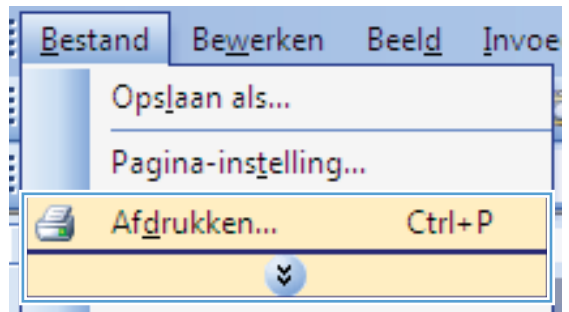 Bestand Bewerken Beeld Invoe
Opslaan als...
Pagina-instelling...
Afdrukken... Ctrl+P